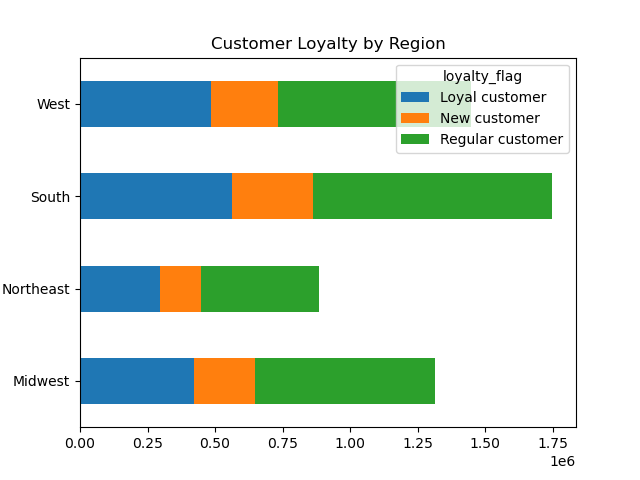 Customer Loyalty by Region
loyalty_flag
Loyal customer
New customer
Regular customer
West
South
Northeast
Midwest
0.00 0.25 0.50 0.75 1.00 1.25 1.50 1.75
1e6